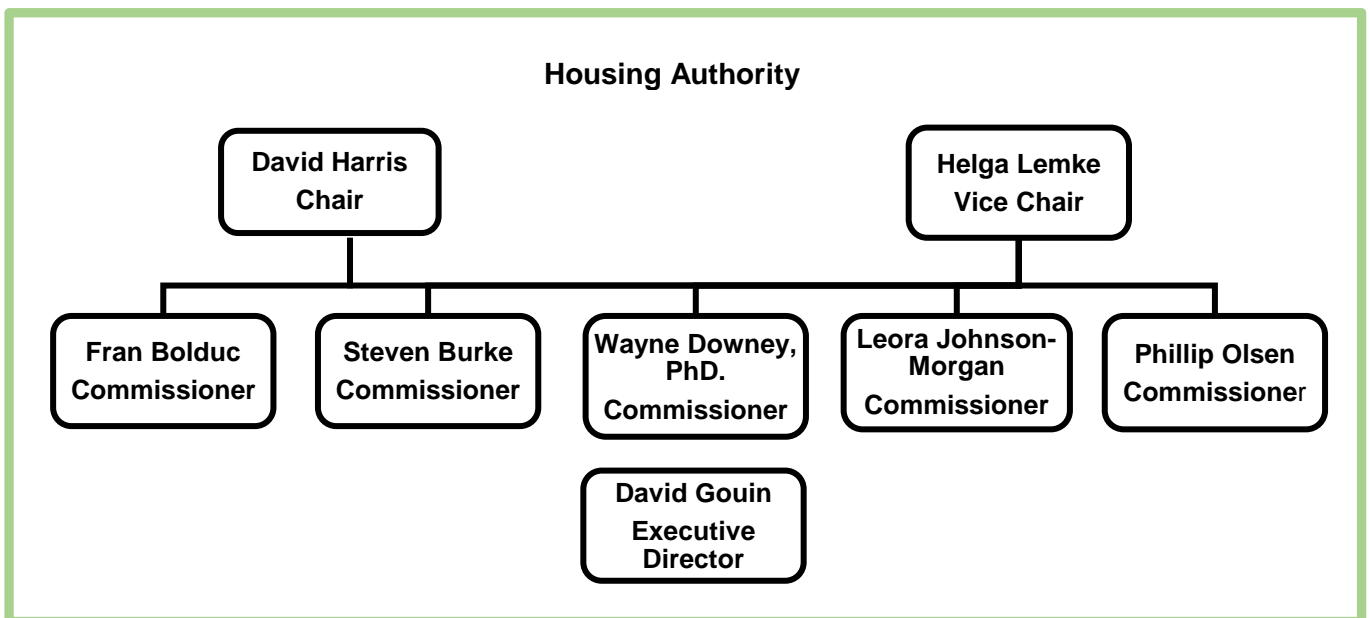 Housing Authority
David Harris
Chair
Helga Lemke
Vice Chair
Fran Bolduc
Commissioner
Steven Burke
Commissioner
Wayne Downey,
PhD.
Commissioner
Leora Johnson-
Morgan
Commissioner
Phillip Olsen
Commissioner
David Gouin
Executive
Director